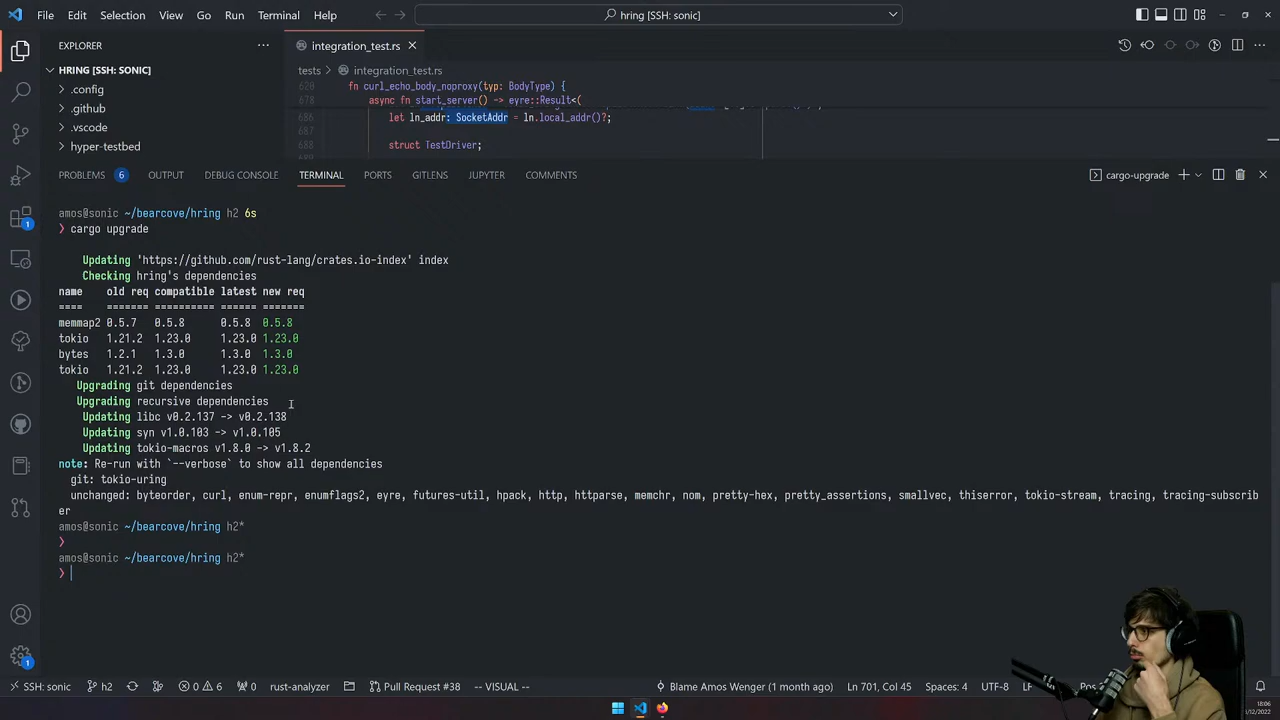 File Edit Selection View Go Run Terminal Help
hring [SSH: sonic]
EXPLORER
integration_test.rs
HRING [SSH: SONIC]
tests > integration_test.rs
.config
.github
.vscode
hyper-testbed
620 fn curl_echo_body_noproxy(typ: BodyType) {
678 async fn start_server() -> eyre::Result<(
686 let ln_addr: SocketAddr = ln.local_addr()?;
687
688 struct TestDriver;
PROBLEMS 6 OUTPUT DEBUG CONSOLE TERMINAL PORTS GITLENS JUPYTER COMMENTS
cargo-upgrade
amos@sonic ~/bearcove/hring h2 6s
❯ cargo upgrade
Updating 'https://github.com/rust-lang/crates.io-index' index
Checking hring's dependencies
name old req compatible latest new req
==== ======= ========== ====== =======
memmap2 0.5.7 0.5.8 0.5.8 0.5.8
tokio 1.21.2 1.23.0 1.23.0 1.23.0
bytes 1.2.1 1.3.0 1.3.0 1.3.0
tokio 1.21.2 1.23.0 1.23.0 1.23.0
Upgrading git dependencies
Upgrading recursive dependencies
Updating libc v0.2.137 -> v0.2.138
Updating syn v1.0.103 -> v1.0.105
Updating tokio-macros v1.8.0 -> v1.8.2
note: Re-run with `--verbose` to show all dependencies
git: tokio-uring
unchanged: byteorder, curl, enum-repr, enumflags2, eyre, futures-util, hpack, http, httparse, memchr, nom, pretty-hex, pretty_assertions, smallvec, thiserror, tokio-stream, tracing, tracing-subscrib
er
amos@sonic ~/bearcove/hring h2*
❯
amos@sonic ~/bearcove/hring h2*
❯
1
1
SSH: sonic h2 0 6 0 rust-analyzer Pull Request #38 -- VISUAL -- Blame Amos Wenger (1 month ago) Ln 701, Col 45 Spaces: 4 UTF-8
18:06